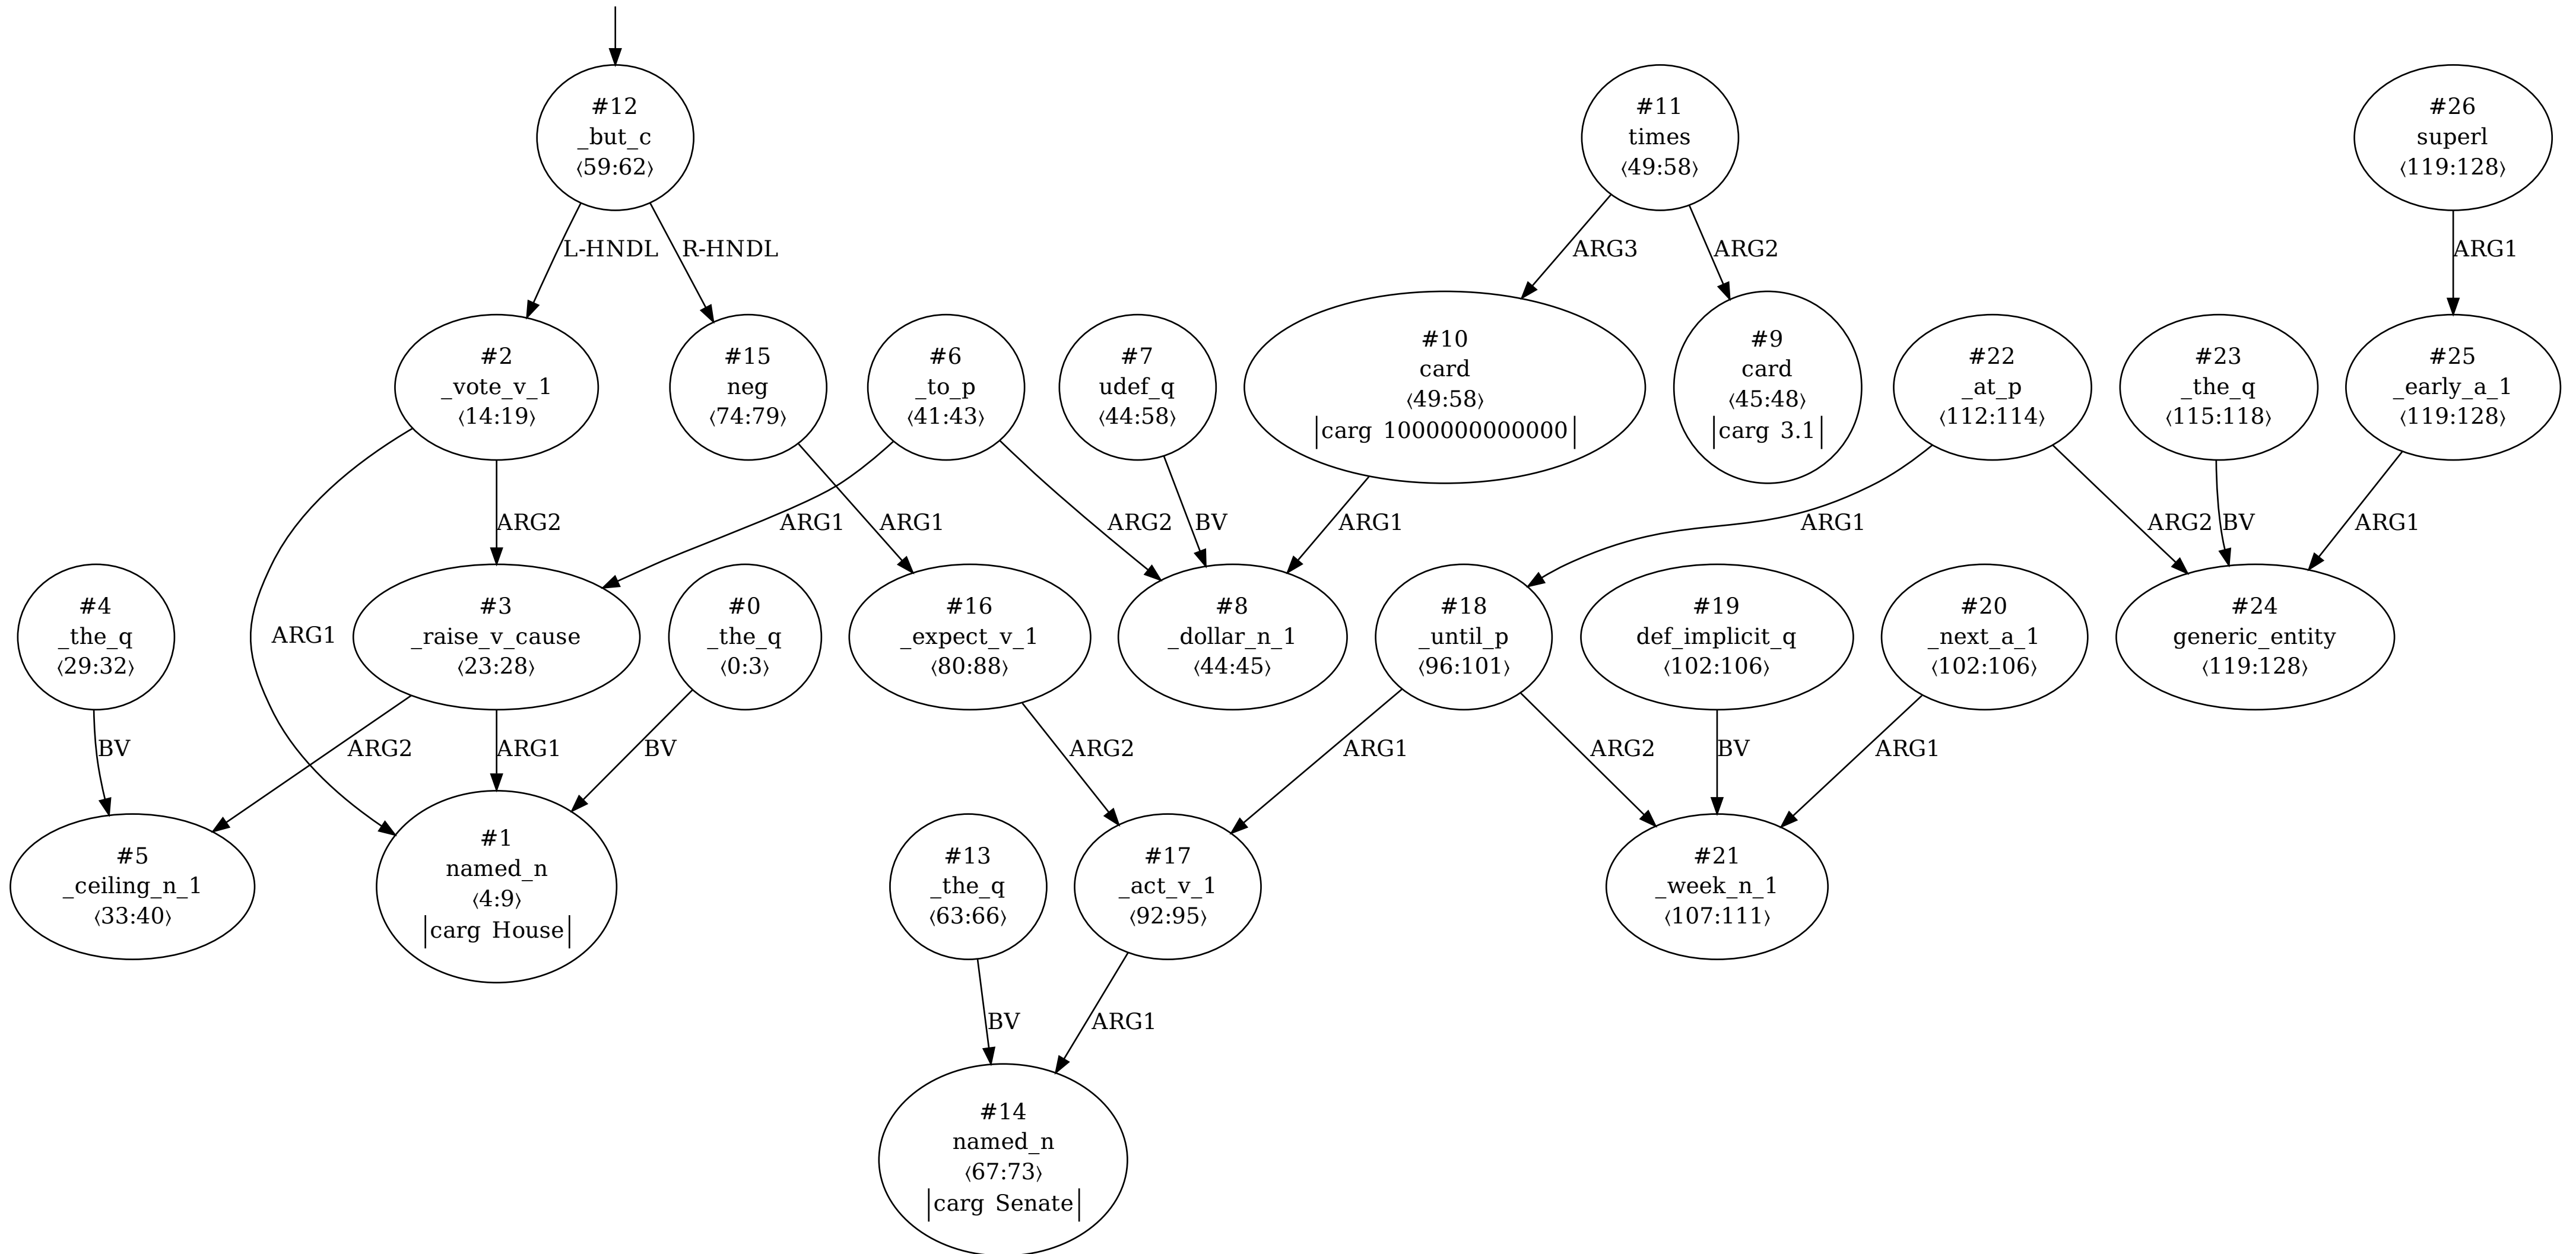 #12
_but_c
⟨59:62⟩
#11
times
⟨49:58⟩
#26
superl
⟨119:128⟩
L-HNDL
R-HNDL
ARG3
ARG2
ARG1
#2
_vote_v_1
⟨14:19⟩
#15
neg
⟨74:79⟩
#6
_to_p
⟨41:43⟩
#7
udef_q
⟨44:58⟩
#10
card
⟨49:58⟩
|carg 1000000000000|
#9
card
⟨45:48⟩
|carg 3.1|
#22
_at_p
⟨112:114⟩
#23
_the_q
⟨115:118⟩
#25
_early_a_1
⟨119:128⟩
ARG2
ARG1
ARG1
ARG2
BV
ARG1
ARG1
ARG2
BV
ARG1
#4
_the_q
⟨29:32⟩
ARG1
#3
_raise_v_cause
⟨23:28⟩
#0
_the_q
⟨0:3⟩
#16
_expect_v_1
⟨80:88⟩
#8
_dollar_n_1
⟨44:45⟩
#18
_until_p
⟨96:101⟩
#19
def_implicit_q
⟨102:106⟩
#20
_next_a_1
⟨102:106⟩
#24
generic_entity
⟨119:128⟩
BV
ARG2
ARG1
BV
ARG2
ARG1
ARG2
BV
ARG1
#5
_ceiling_n_1
⟨33:40⟩
#1
named_n
⟨4:9⟩
|carg House|
#13
_the_q
⟨63:66⟩
#17
_act_v_1
⟨92:95⟩
#21
_week_n_1
⟨107:111⟩
BV
ARG1
#14
named_n
⟨67:73⟩
|carg Senate|